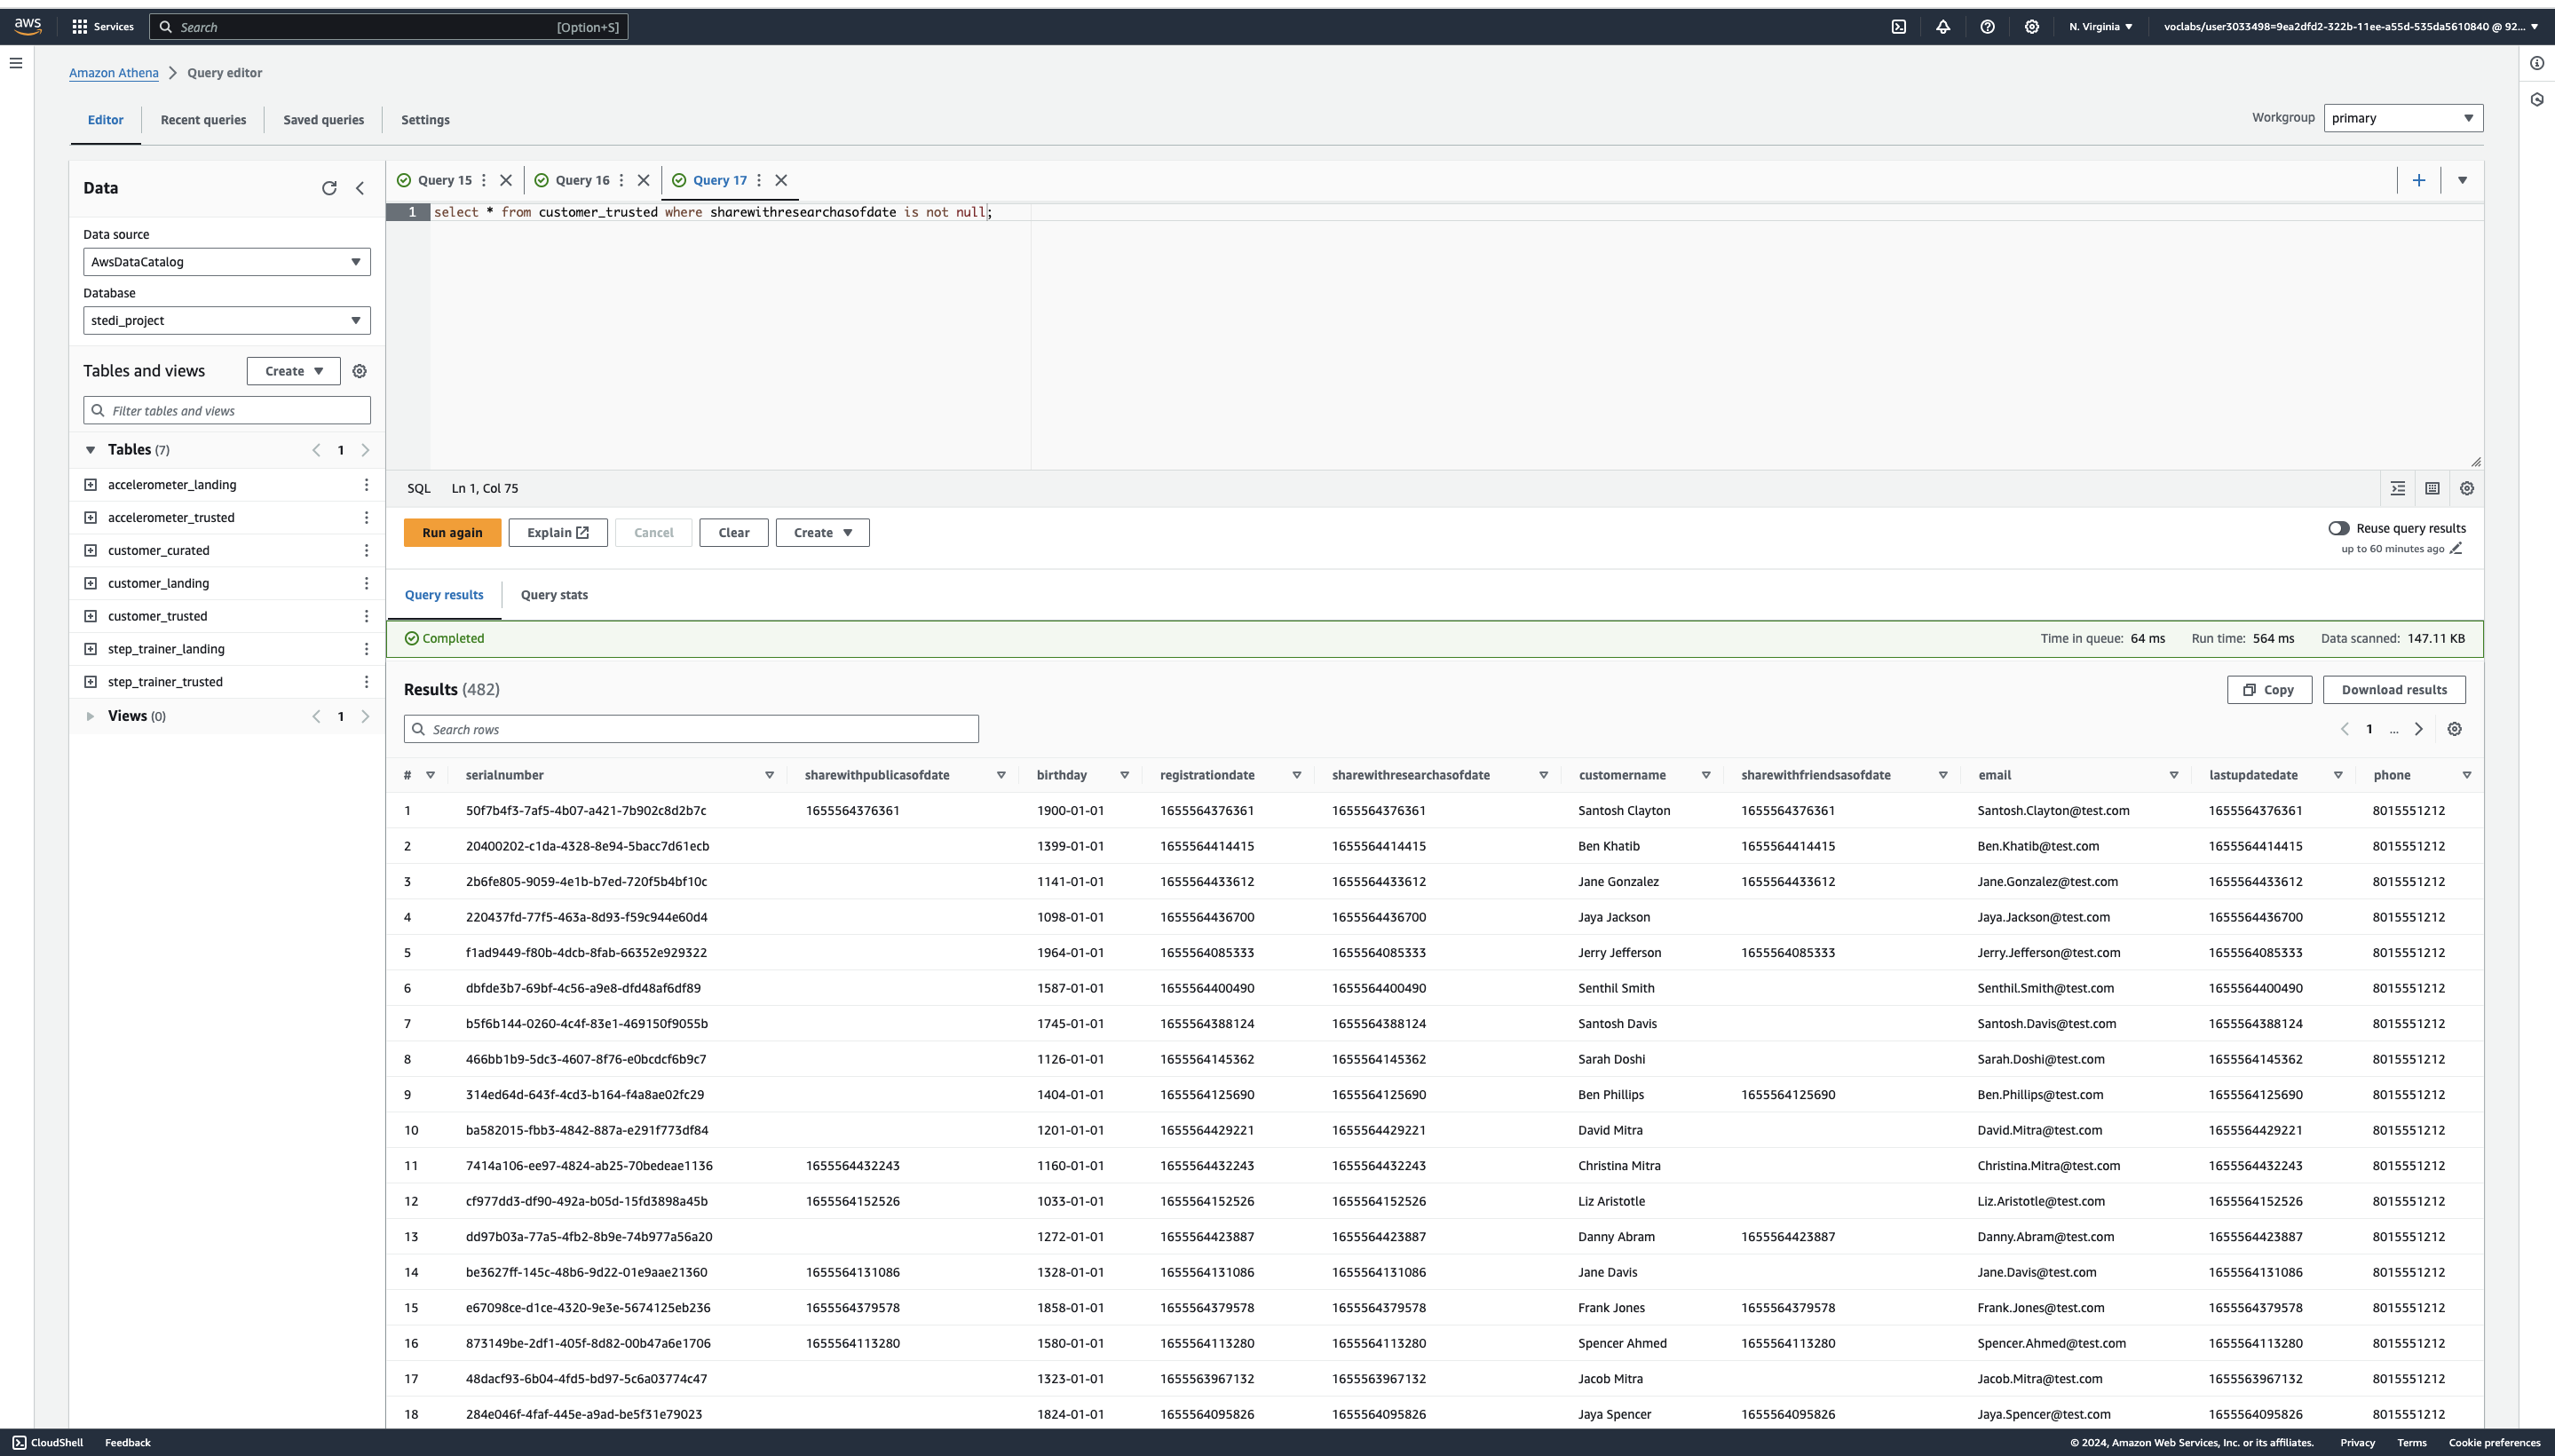 aws Services Search [Option+S] N. Virginia voclabs/user3033498=9ea2dfd2-322b-11ee-a55d-535da5610840 @ 92...
Amazon Athena > Query editor
Editor Recent queries Saved queries Settings Workgroup primary
Data
Data source
AwsDataCatalog
Database
stedi_project
Tables and views Create
Filter tables and views
Tables (7) 1
accelerometer_landing
accelerometer_trusted
customer_curated
customer_landing
customer_trusted
step_trainer_landing
step_trainer_trusted
Views (0) 1
Query 15 Query 16 Query 17
1 select * from customer_trusted where sharewithresearchasofdate is not null;
SQL Ln 1, Col 75
Run again Explain Cancel Clear Create Reuse query results
up to 60 minutes ago
Query results Query stats
Completed Time in queue: 64 ms Run time: 564 ms Data scanned: 147.11 KB
Results (482) Copy Download results
Search rows 1 ...
# serialnumber sharewithpublicasofdate birthday registrationdate sharewithresearchasofdate customername sharewithfriendsasofdate email lastupdatedate phone
1 50f7b4f3-7af5-4b07-a421-7b902c8d2b7c 1655564376361 1900-01-01 1655564376361 1655564376361 Santosh Clayton 1655564376361 Santosh.Clayton@test.com 1655564376361 8015551212
2 20400202-c1da-4328-8e94-5bacc7d61ecb 1399-01-01 1655564414415 1655564414415 Ben Khatib 1655564414415 Ben.Khatib@test.com 1655564414415 8015551212
3 2b6fe805-9059-4e1b-b7ed-720f5b4bf10c 1141-01-01 1655564433612 1655564433612 Jane Gonzalez 1655564433612 Jane.Gonzalez@test.com 1655564433612 8015551212
4 220437fd-77f5-463a-8d93-f59c944e60d4 1098-01-01 1655564436700 1655564436700 Jaya Jackson Jaya.Jackson@test.com 1655564436700 8015551212
5 f1ad9449-f80b-4dcb-8fab-66352e929322 1964-01-01 1655564085333 1655564085333 Jerry Jefferson 1655564085333 Jerry.Jefferson@test.com 1655564085333 8015551212
6 dbfde3b7-69bf-4c56-a9e8-dfd48af6df89 1587-01-01 1655564400490 1655564400490 Senthil Smith Senthil.Smith@test.com 1655564400490 8015551212
7 b5f6b144-0260-4c4f-83e1-469150f9055b 1745-01-01 1655564388124 1655564388124 Santosh Davis Santosh.Davis@test.com 1655564388124 8015551212
8 466bb1b9-5dc3-4607-8f76-e0bcdcf6b9c7 1126-01-01 1655564145362 1655564145362 Sarah Doshi Sarah.Doshi@test.com 1655564145362 8015551212
9 314ed64d-643f-4cd3-b164-f4a8ae02fc29 1404-01-01 1655564125690 1655564125690 Ben Phillips 1655564125690 Ben.Phillips@test.com 1655564125690 8015551212
10 ba582015-fbb3-4842-887a-e291f773df84 1201-01-01 1655564429221 1655564429221 David Mitra David.Mitra@test.com 1655564429221 8015551212
11 7414a106-ee97-4824-ab25-70bedeae1136 1655564432243 1160-01-01 1655564432243 1655564432243 Christina Mitra Christina.Mitra@test.com 1655564432243 8015551212
12 cf977dd3-df90-492a-b05d-15fd3898a45b 1655564152526 1033-01-01 1655564152526 1655564152526 Liz Aristotle Liz.Aristotle@test.com 1655564152526 8015551212
13 dd97b03a-77a5-4fb2-8b9e-74b977a56a20 1272-01-01 1655564423887 1655564423887 Danny Abram 1655564423887 Danny.Abram@test.com 1655564423887 8015551212
14 be3627ff-145c-48b6-9d22-01e9aae21360 1655564131086 1328-01-01 1655564131086 1655564131086 Jane Davis Jane.Davis@test.com 1655564131086 8015551212
15 e67098ce-d1ce-4320-9e3e-5674125eb236 1655564379578 1858-01-01 1655564379578 1655564379578 Frank Jones 1655564379578 Frank.Jones@test.com 1655564379578 8015551212
16 873149be-2df1-405f-8d82-00b47a6e1706 1655564113280 1580-01-01 1655564113280 1655564113280 Spencer Ahmed 1655564113280 Spencer.Ahmed@test.com 1655564113280 8015551212
17 48dacf93-6b04-4fd5-bd97-5c6a03774c47 1323-01-01 1655563967132 1655563967132 Jacob Mitra Jacob.Mitra@test.com 1655563967132 8015551212
18 284e046f-4faf-445e-a9ad-be5f31e79023 1824-01-01 1655564095826 1655564095826 Jaya Spencer 1655564095826 Jaya.Spencer@test.com 1655564095826 8015551212
CloudShell Feedback © 2024, Amazon Web Services, Inc. or its affiliates. Privacy Terms Cookie preferences